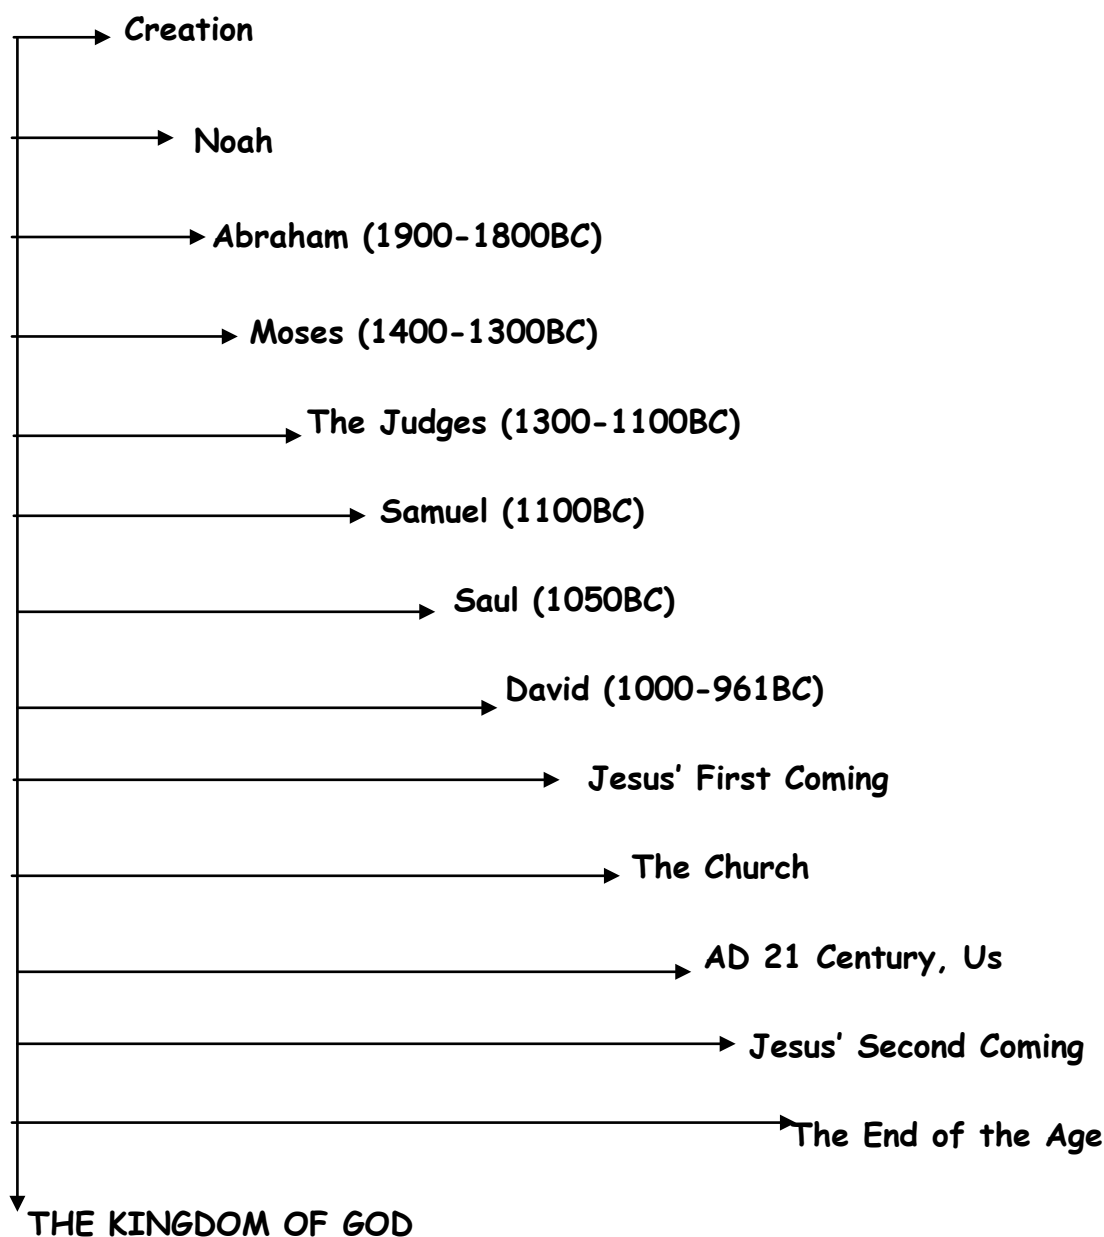 Creation
Noah
Abraham (1900-1800BC)
Moses (1400-1300BC)
The Judges (1300-1100BC)
Samuel (1100BC)
Saul (1050BC)
David (1000-961BC)
Jesus’ First Coming
The Church
AD 21 Century, Us
Jesus’ Second Coming
The End of the Age
THE KINGDOM OF GOD